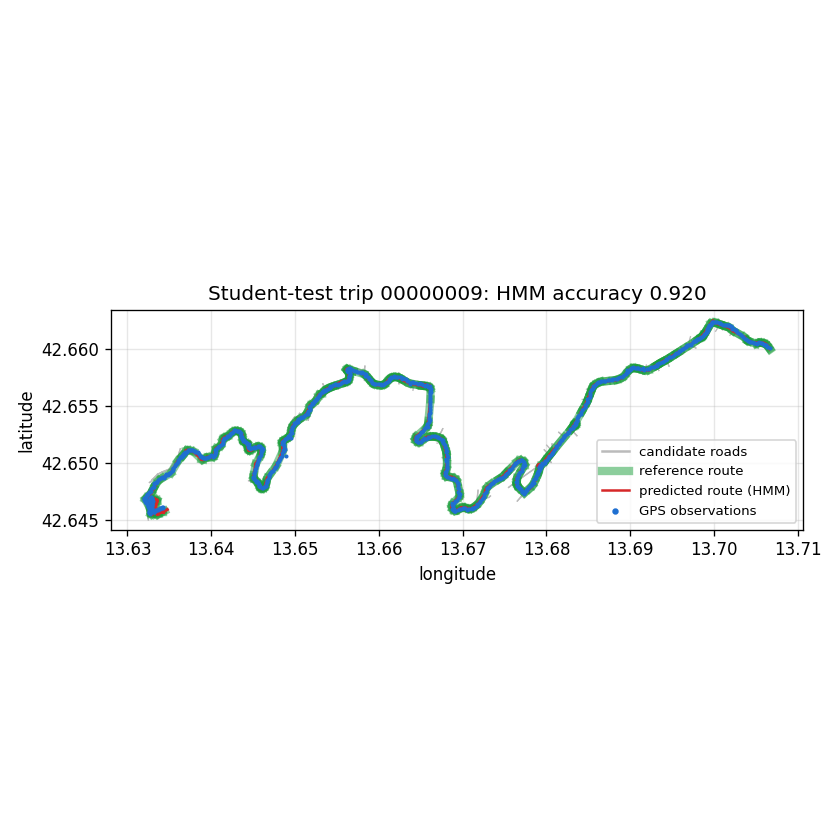 Student-test trip 00000009: HMM accuracy 0.920
42.660
42.655
42.650
42.645
latitude
candidate roads
reference route
predicted route (HMM)
GPS observations
13.63 13.64 13.65 13.66 13.67 13.68 13.69 13.70 13.71
longitude